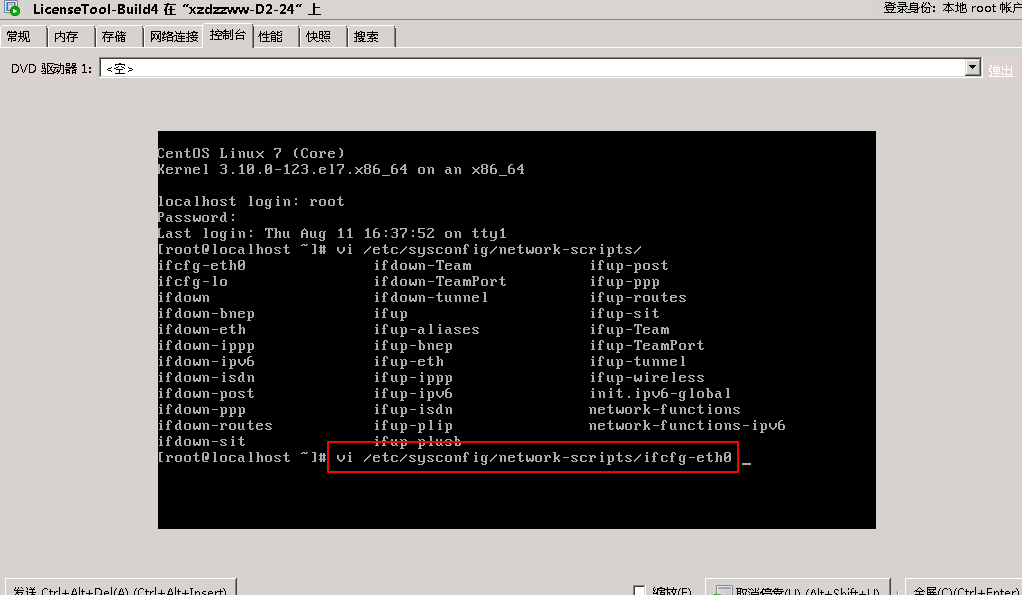 LicenseTool-Build4 在 “xzdzzww-D2-24” 上 登录身份: 本地 root 帐户
常规 内存 存储 网络连接 控制台 性能 快照 搜索
DVD 驱动器 1: <空> 弹出
CentOS Linux 7 (Core)
Kernel 3.10.0-123.el7.x86_64 on an x86_64
localhost login: root
Password:
Last login: Thu Aug 11 16:37:52 on tty1
[root@localhost ~]# vi /etc/sysconfig/network-scripts/
ifcfg-eth0 ifdown-Team ifup-post
ifcfg-lo ifdown-TeamPort ifup-ppp
ifdown ifdown-tunnel ifup-routes
ifdown-bnep ifup ifup-sit
ifdown-eth ifup-aliases ifup-Team
ifdown-ippp ifup-bnep ifup-TeamPort
ifdown-ipv6 ifup-eth ifup-tunnel
ifdown-isdn ifup-ippp ifup-wireless
ifdown-post ifup-ipv6 init.ipv6-global
ifdown-ppp ifup-isdn network-functions
ifdown-routes ifup-plip network-functions-ipv6
ifdown-sit ifup-plusb
[root@localhost ~]# vi /etc/sysconfig/network-scripts/ifcfg-eth0 _
发送 Ctrl+Alt+Del(A) (Ctrl+Alt+Insert) 缩放(E) 取消停靠(U) (Alt+Shift+U) 全屏(C)(Ctrl+Enter)